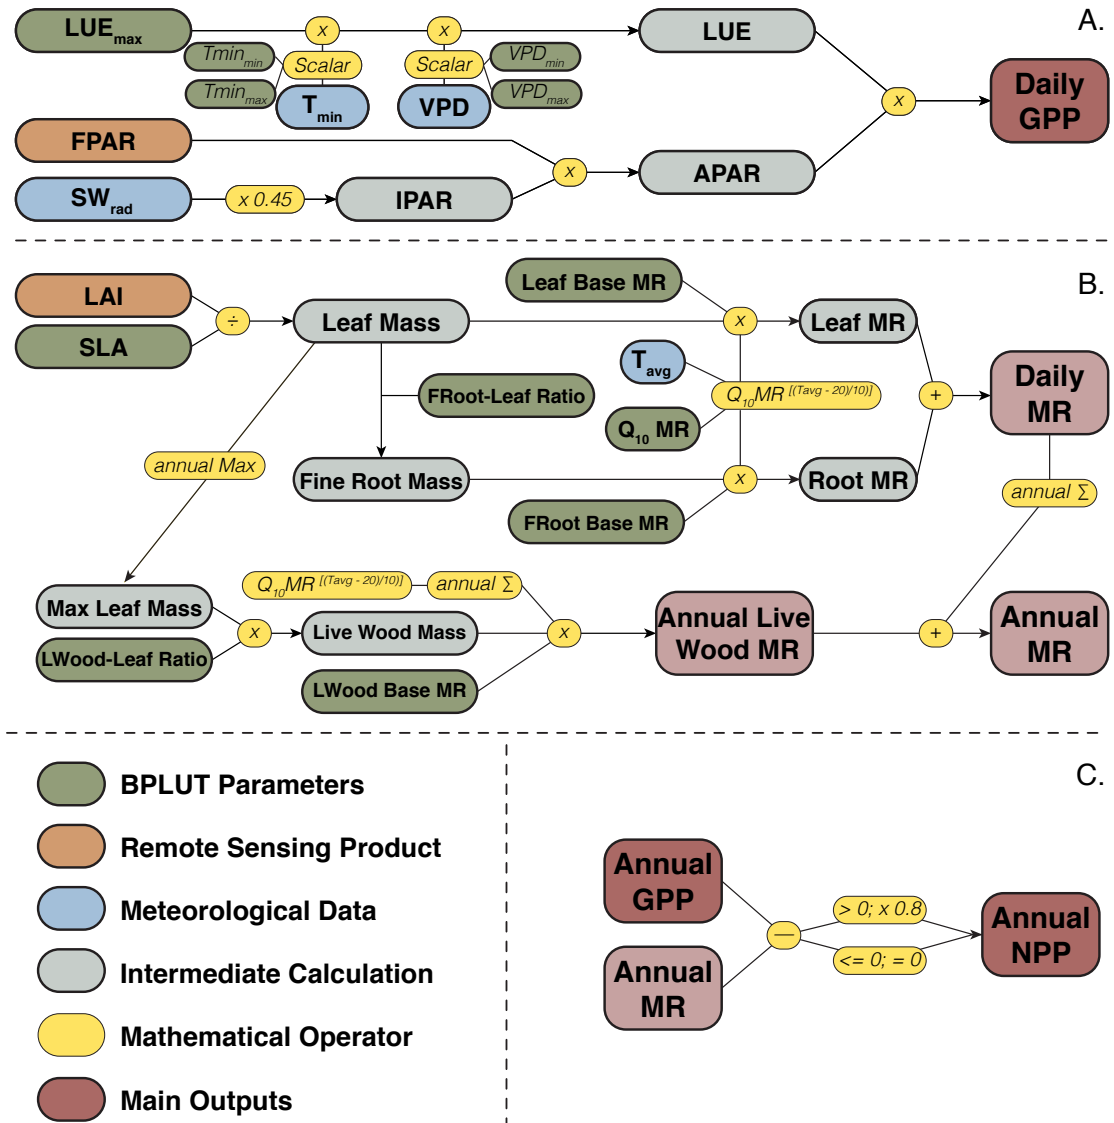 A.
LUEmax
x
x
LUE
Tminmin
Scalar
Scalar
VPDmin
Tminmax
Tmin
VPD
VPDmax
x
Daily
GPP
FPAR
x
APAR
SWrad
x 0.45
IPAR
B.
LAI
÷
SLA
Leaf Mass
Leaf Base MR
x
Leaf MR
Tavg
Q10MR [(Tavg - 20)/10)]
Q10 MR
FRoot-Leaf Ratio
+
Daily
MR
annual Max
Fine Root Mass
x
Root MR
FRoot Base MR
annual Σ
Q10MR [(Tavg - 20)/10)]
annual Σ
Max Leaf Mass
LWood-Leaf Ratio
x
Live Wood Mass
LWood Base MR
x
Annual Live
Wood MR
+
Annual
MR
BPLUT Parameters
Remote Sensing Product
Meteorological Data
Intermediate Calculation
Mathematical Operator
Main Outputs
C.
Annual
GPP
Annual
MR
—
> 0; x 0.8
<= 0; = 0
Annual
NPP